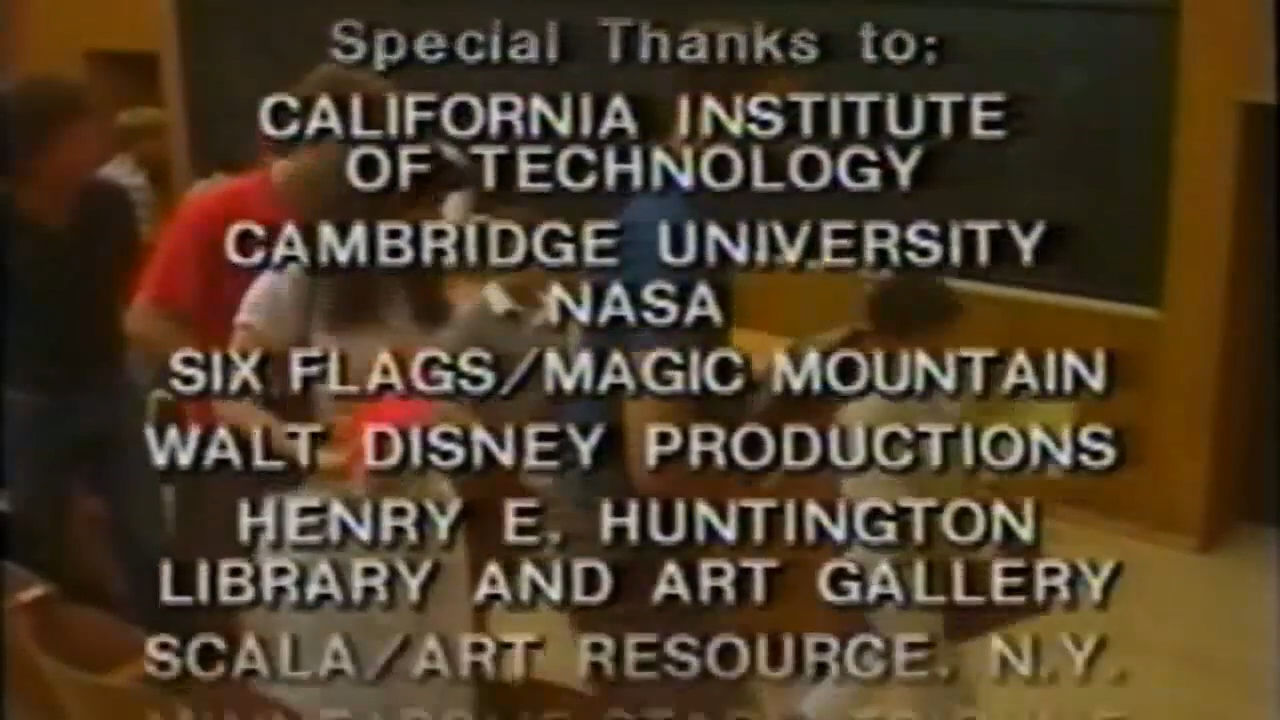 Special Thanks to:
CALIFORNIA INSTITUTE
OF TECHNOLOGY
CAMBRIDGE UNIVERSITY
NASA
SIX FLAGS/MAGIC MOUNTAIN
WALT DISNEY PRODUCTIONS
HENRY E. HUNTINGTON
LIBRARY AND ART GALLERY
SCALA/ART RESOURCE, N.Y.